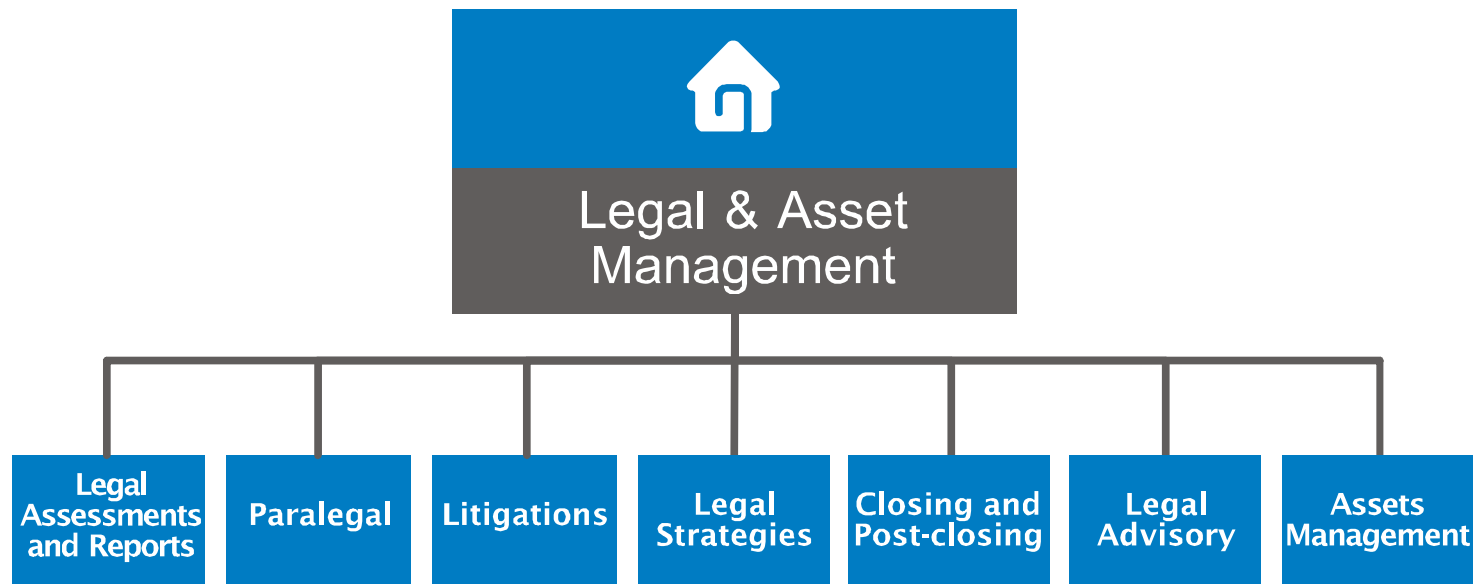 Legal & Asset
Management
Legal
Assessments
and Reports
Paralegal
Litigations
Legal
Strategies
Closing and
Post-closing
Legal
Advisory
Assets
Management